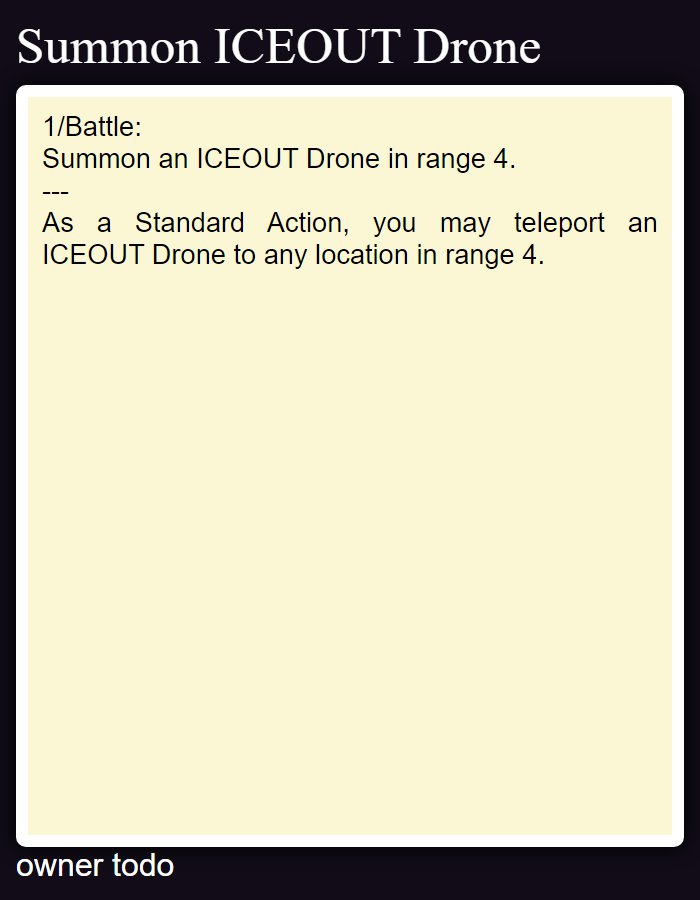 Summon ICEOUT Drone
1/Battle:
Summon an ICEOUT Drone in range 4.
---
As a Standard Action, you may teleport an
ICEOUT Drone to any location in range 4.
owner todo